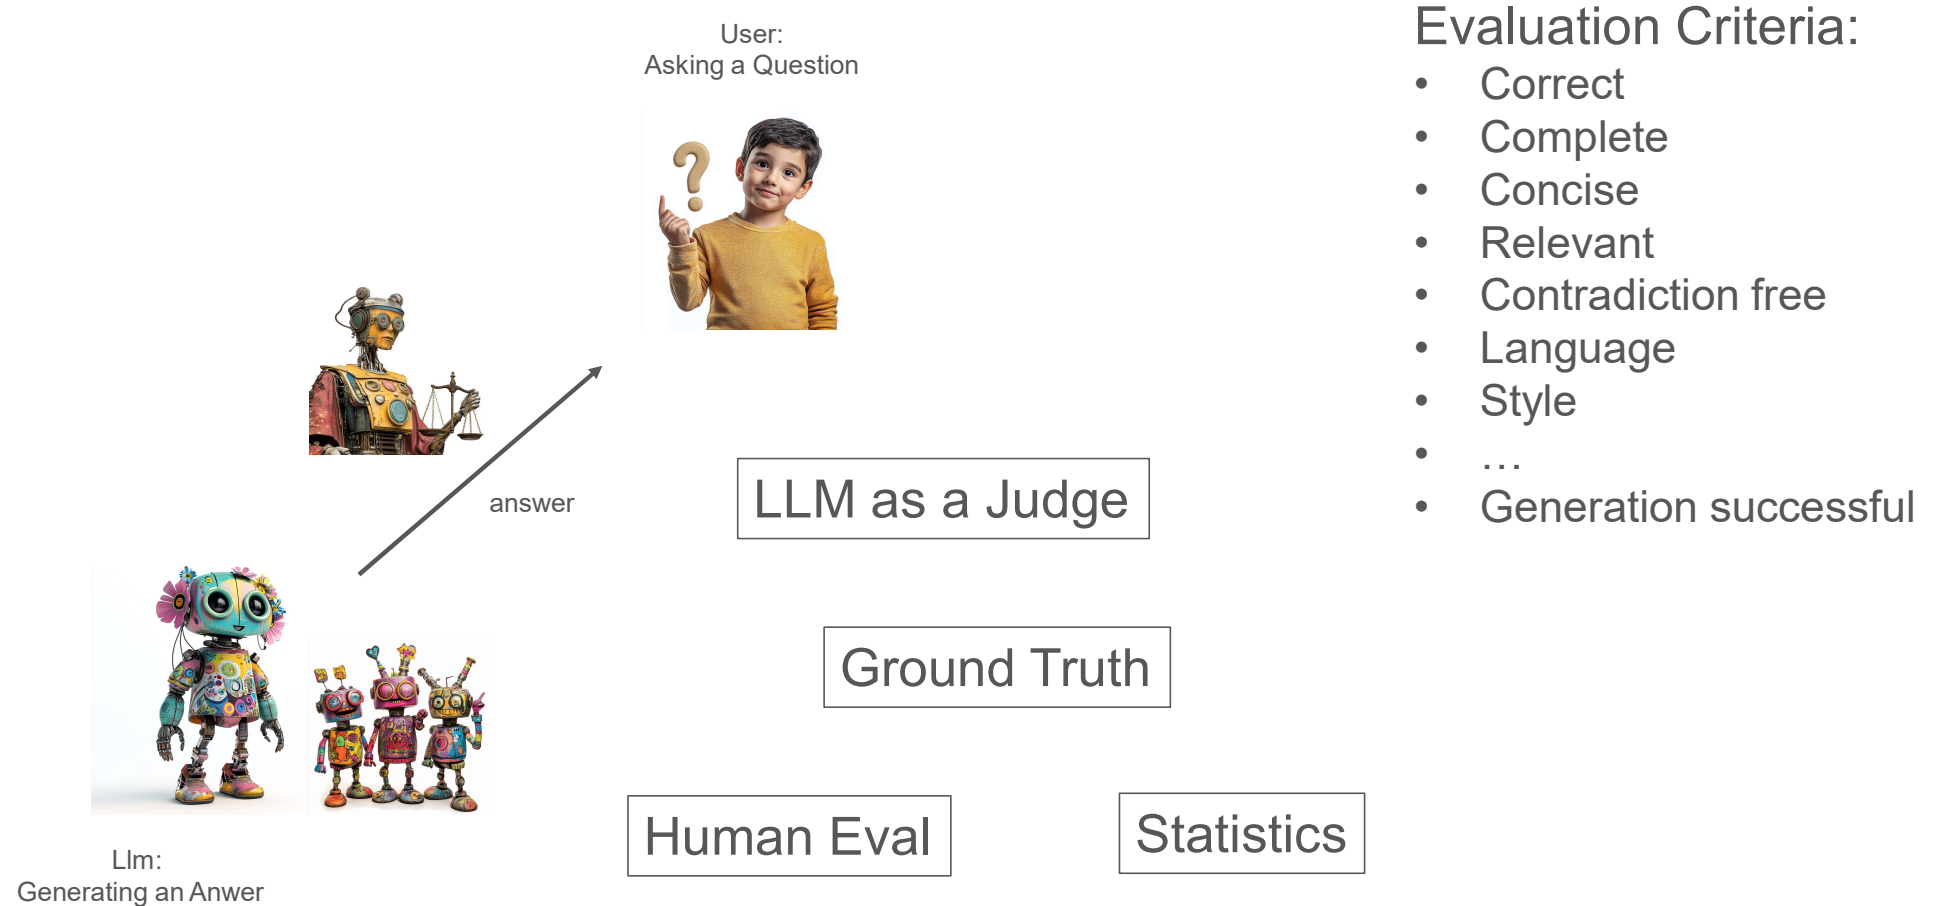 User:
Asking a Question
answer
Llm:
Generating an Anwer
LLM as a Judge
Ground Truth
Human Eval
Statistics
Evaluation Criteria:
• Correct
• Complete
• Concise
• Relevant
• Contradiction free
• Language
• Style
• …
• Generation successful